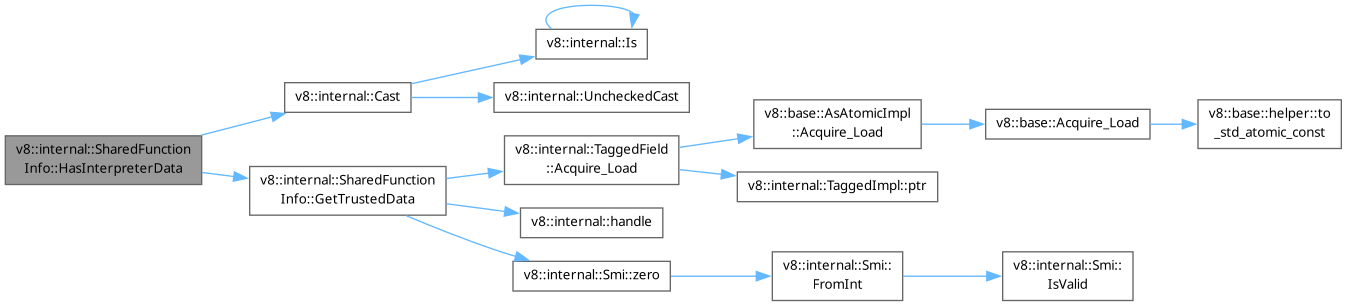 v8::internal::SharedFunction
Info::HasInterpreterData
v8::internal::Cast
v8::internal::Is
v8::internal::UncheckedCast
v8::internal::SharedFunction
Info::GetTrustedData
v8::internal::TaggedField
::Acquire_Load
v8::base::AsAtomicImpl
::Acquire_Load
v8::base::Acquire_Load
v8::base::helper::to
_std_atomic_const
v8::internal::TaggedImpl::ptr
v8::internal::handle
v8::internal::Smi::zero
v8::internal::Smi::
FromInt
v8::internal::Smi::
IsValid